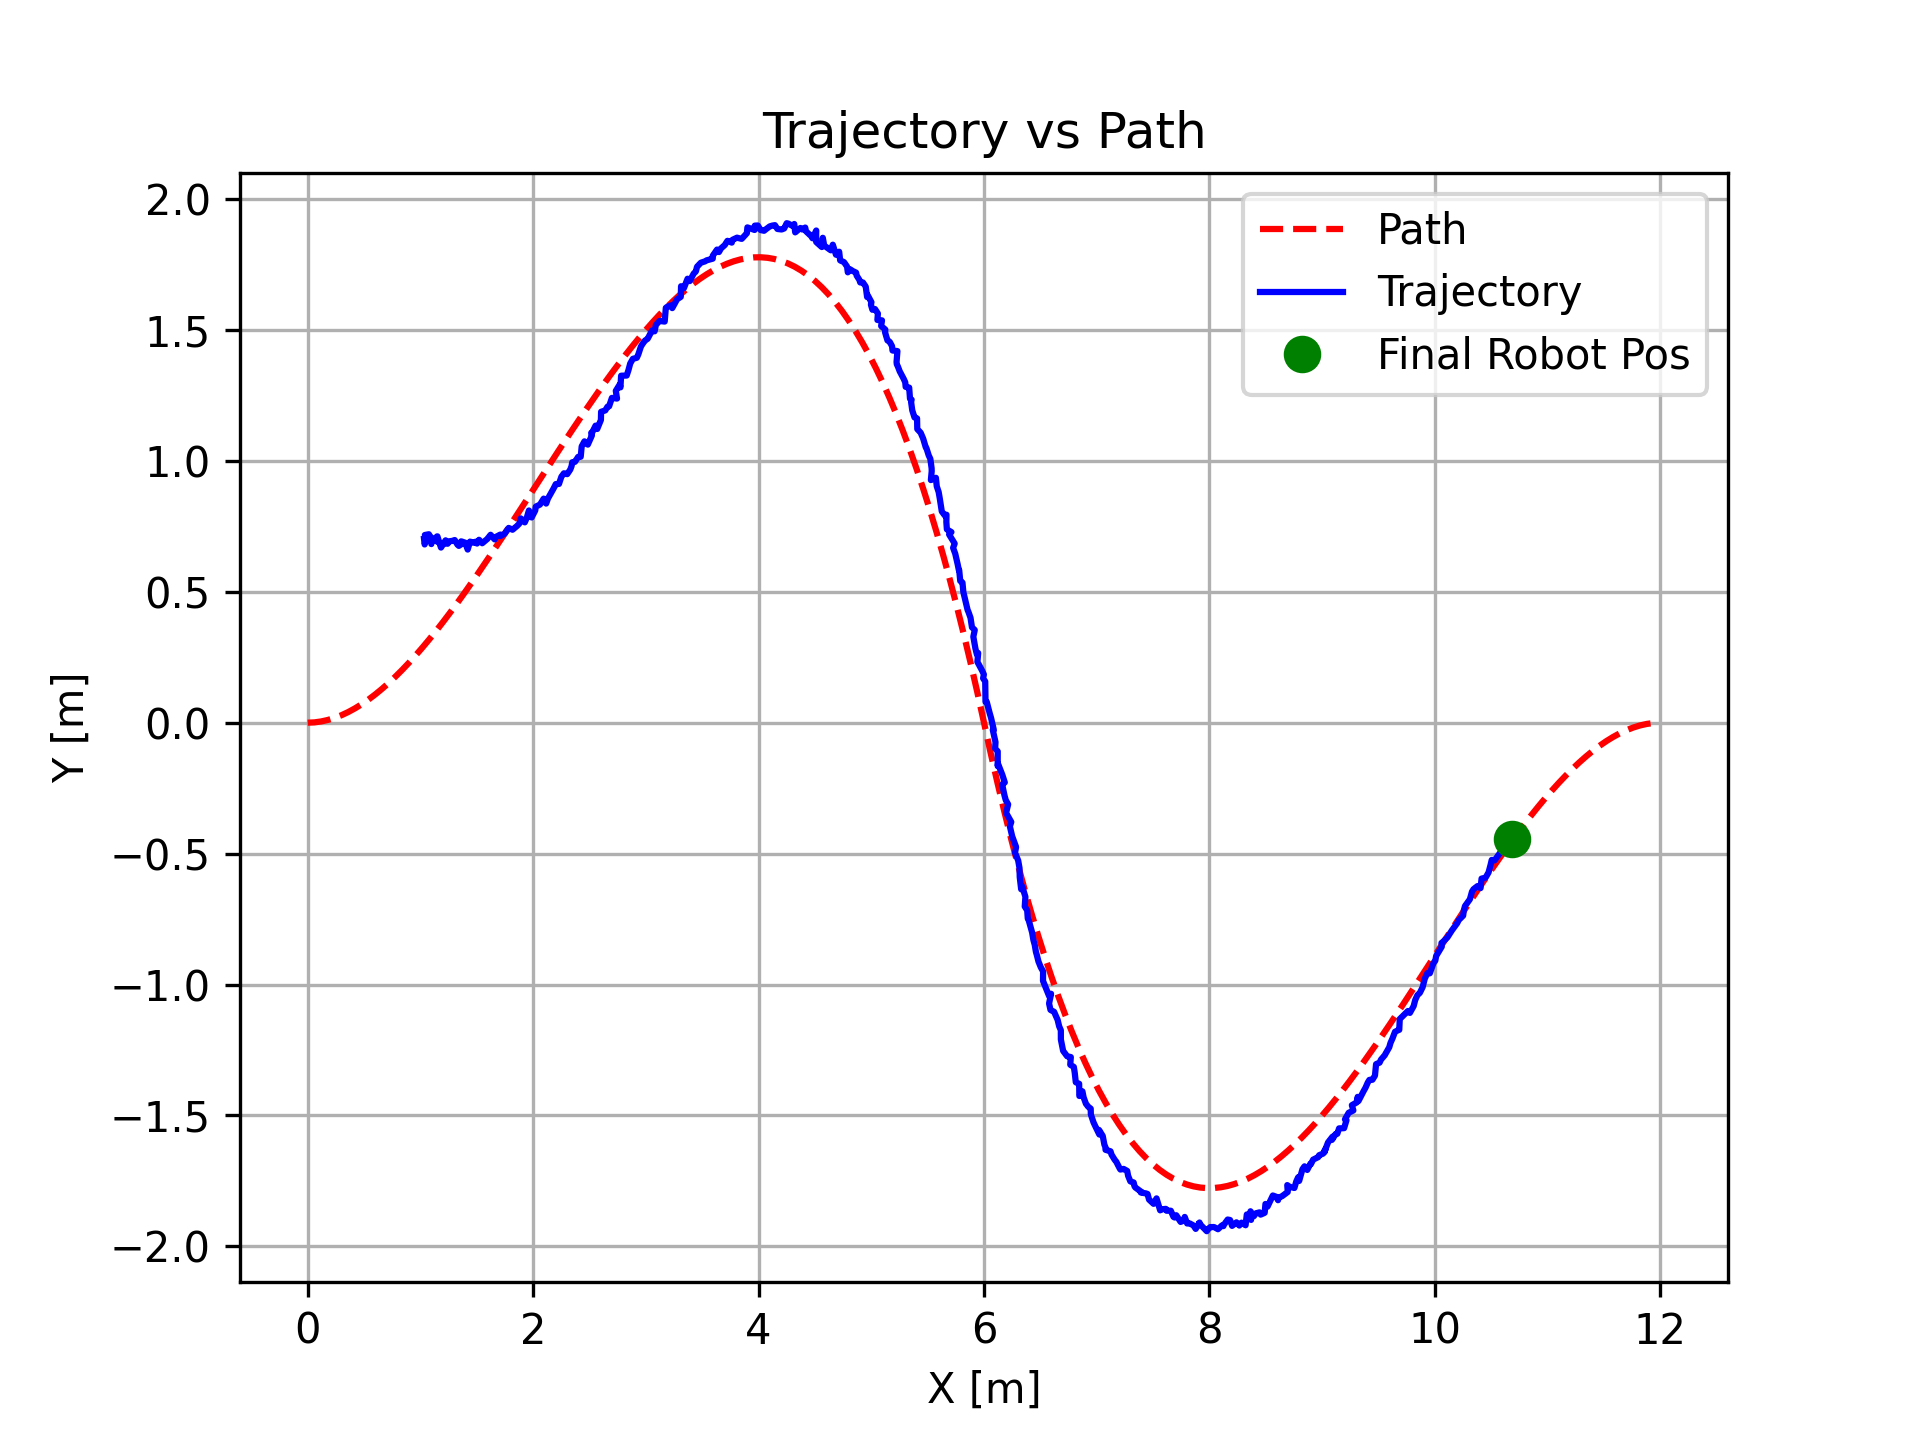 Trajectory vs Path
2.0
1.5
1.0
0.5
0.0
−0.5
−1.0
−1.5
−2.0
Y [m]
Path
Trajectory
Final Robot Pos
0 2 4 6 8 10 12
X [m]